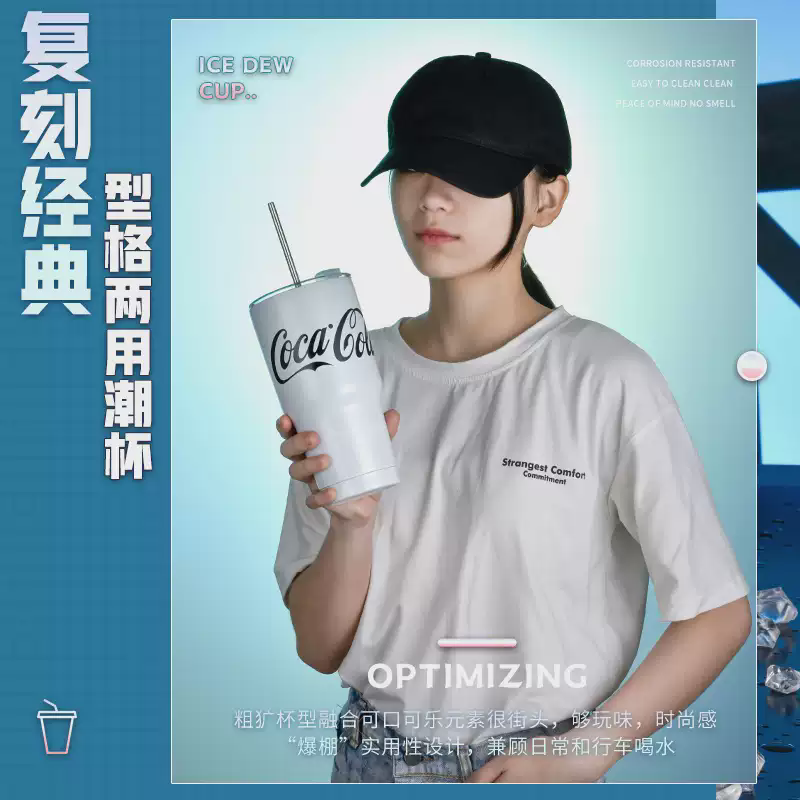 复刻经典
型格两用潮杯
ICE DEW
CUP..
CORROSION RESISTANT
EASY TO CLEAN CLEAN
PEACE OF MIND NO SMELL
Coca-Cola
Strangest Comfort
Commitment
OPTIMIZING
粗犷杯型融合可口可乐元素很街头，够玩味，时尚感
“爆棚”实用性设计，兼顾日常和行车喝水